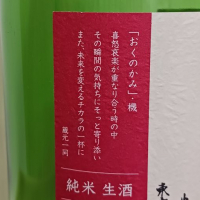 「おくのかみ」機
喜怒哀楽が重なり合う時の中
その瞬間の気持ちにそっと寄り添い
また、未来を変えるチカラの一杯に
蔵元一同
純米 生酒